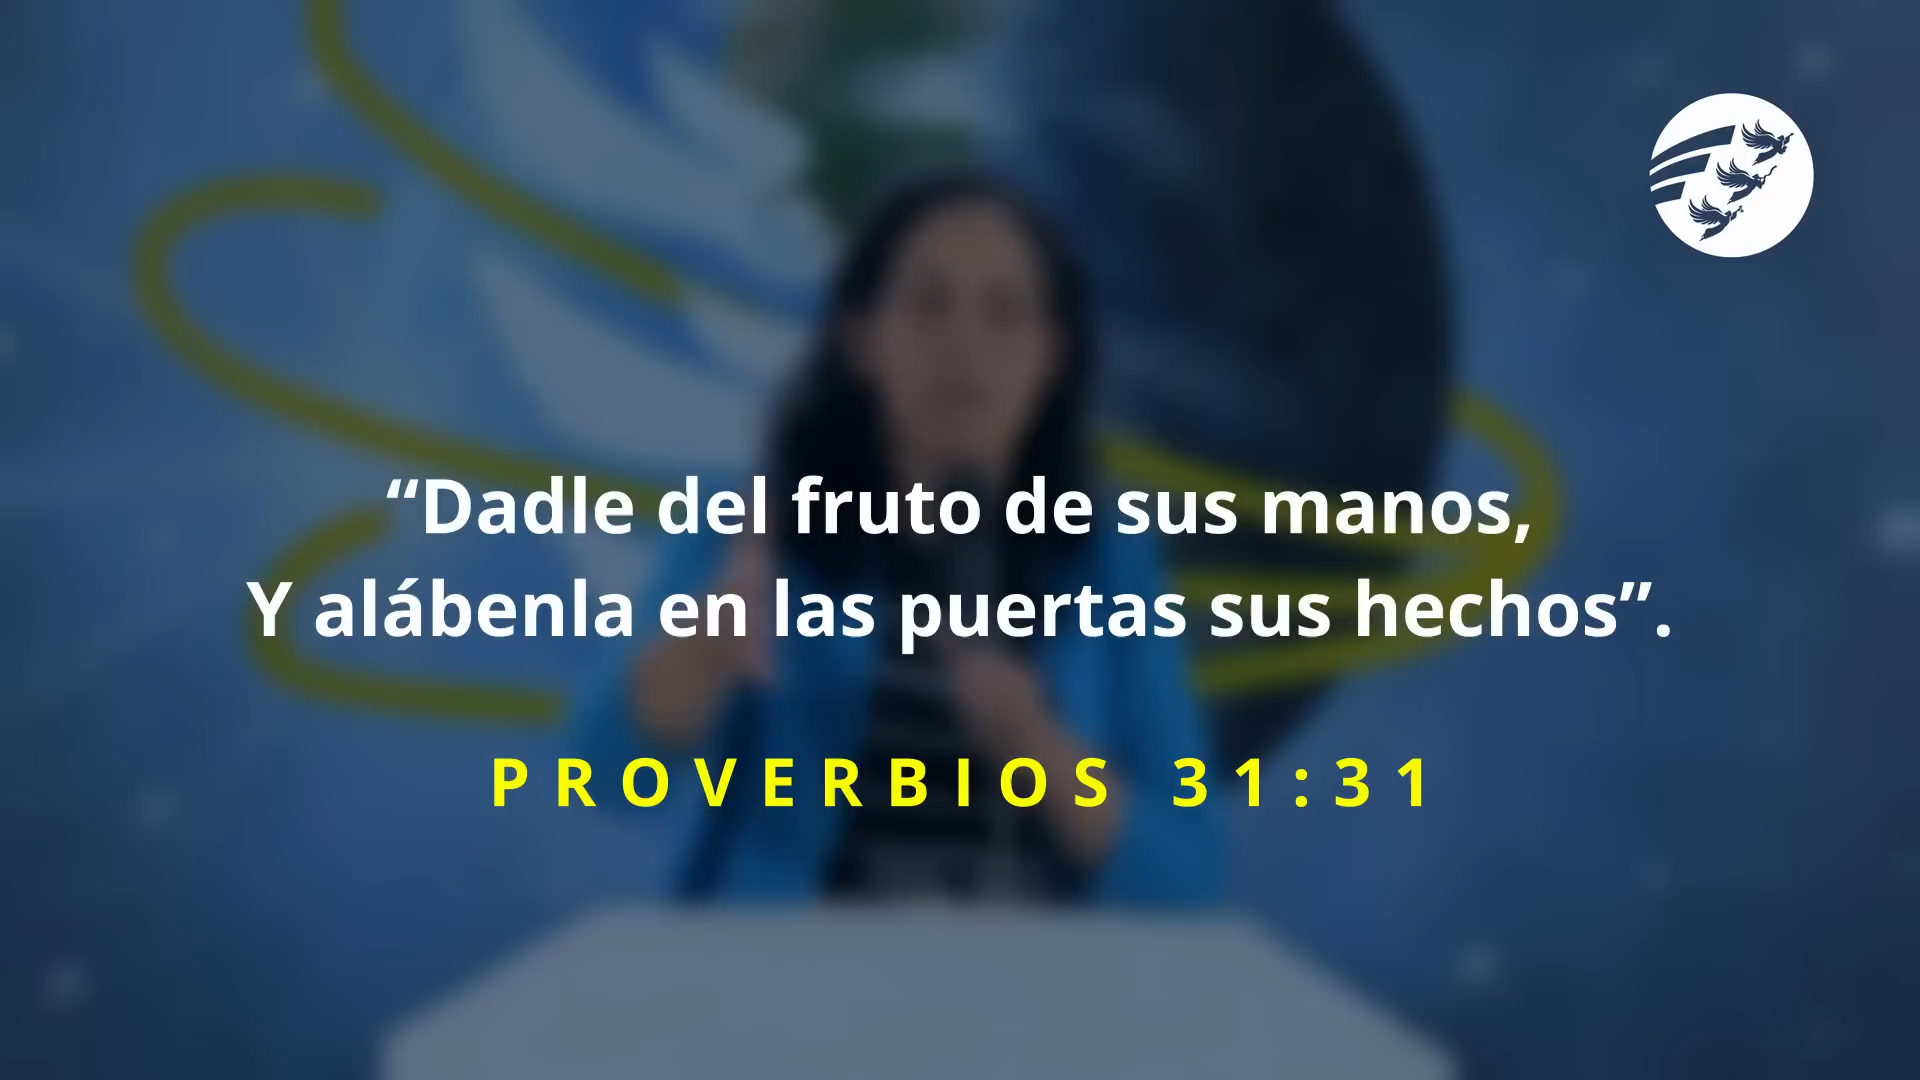 “Dadle del fruto de sus manos,
Y alábenla en las puertas sus hechos”.
PROVERBIOS 31:31